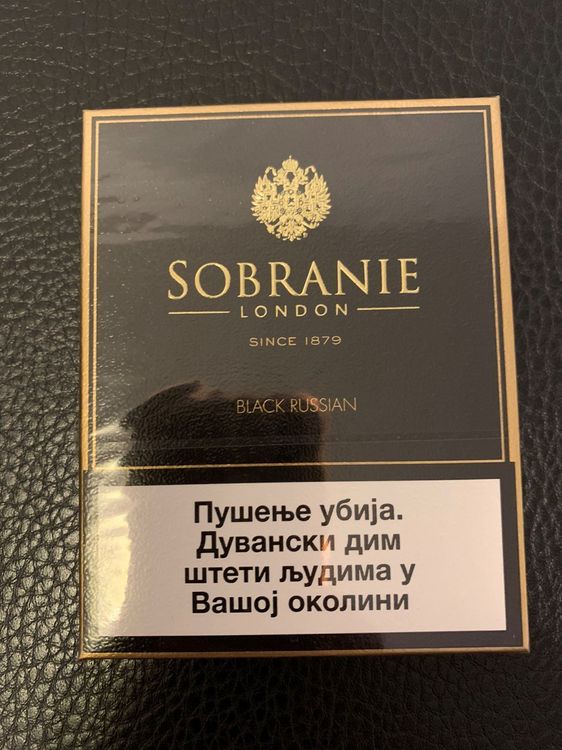 SOBRANIE
LONDON
SINCE 1879
BLACK RUSSIAN
Пушење убија.
Дувански дим
штети људима у
Вашој околини